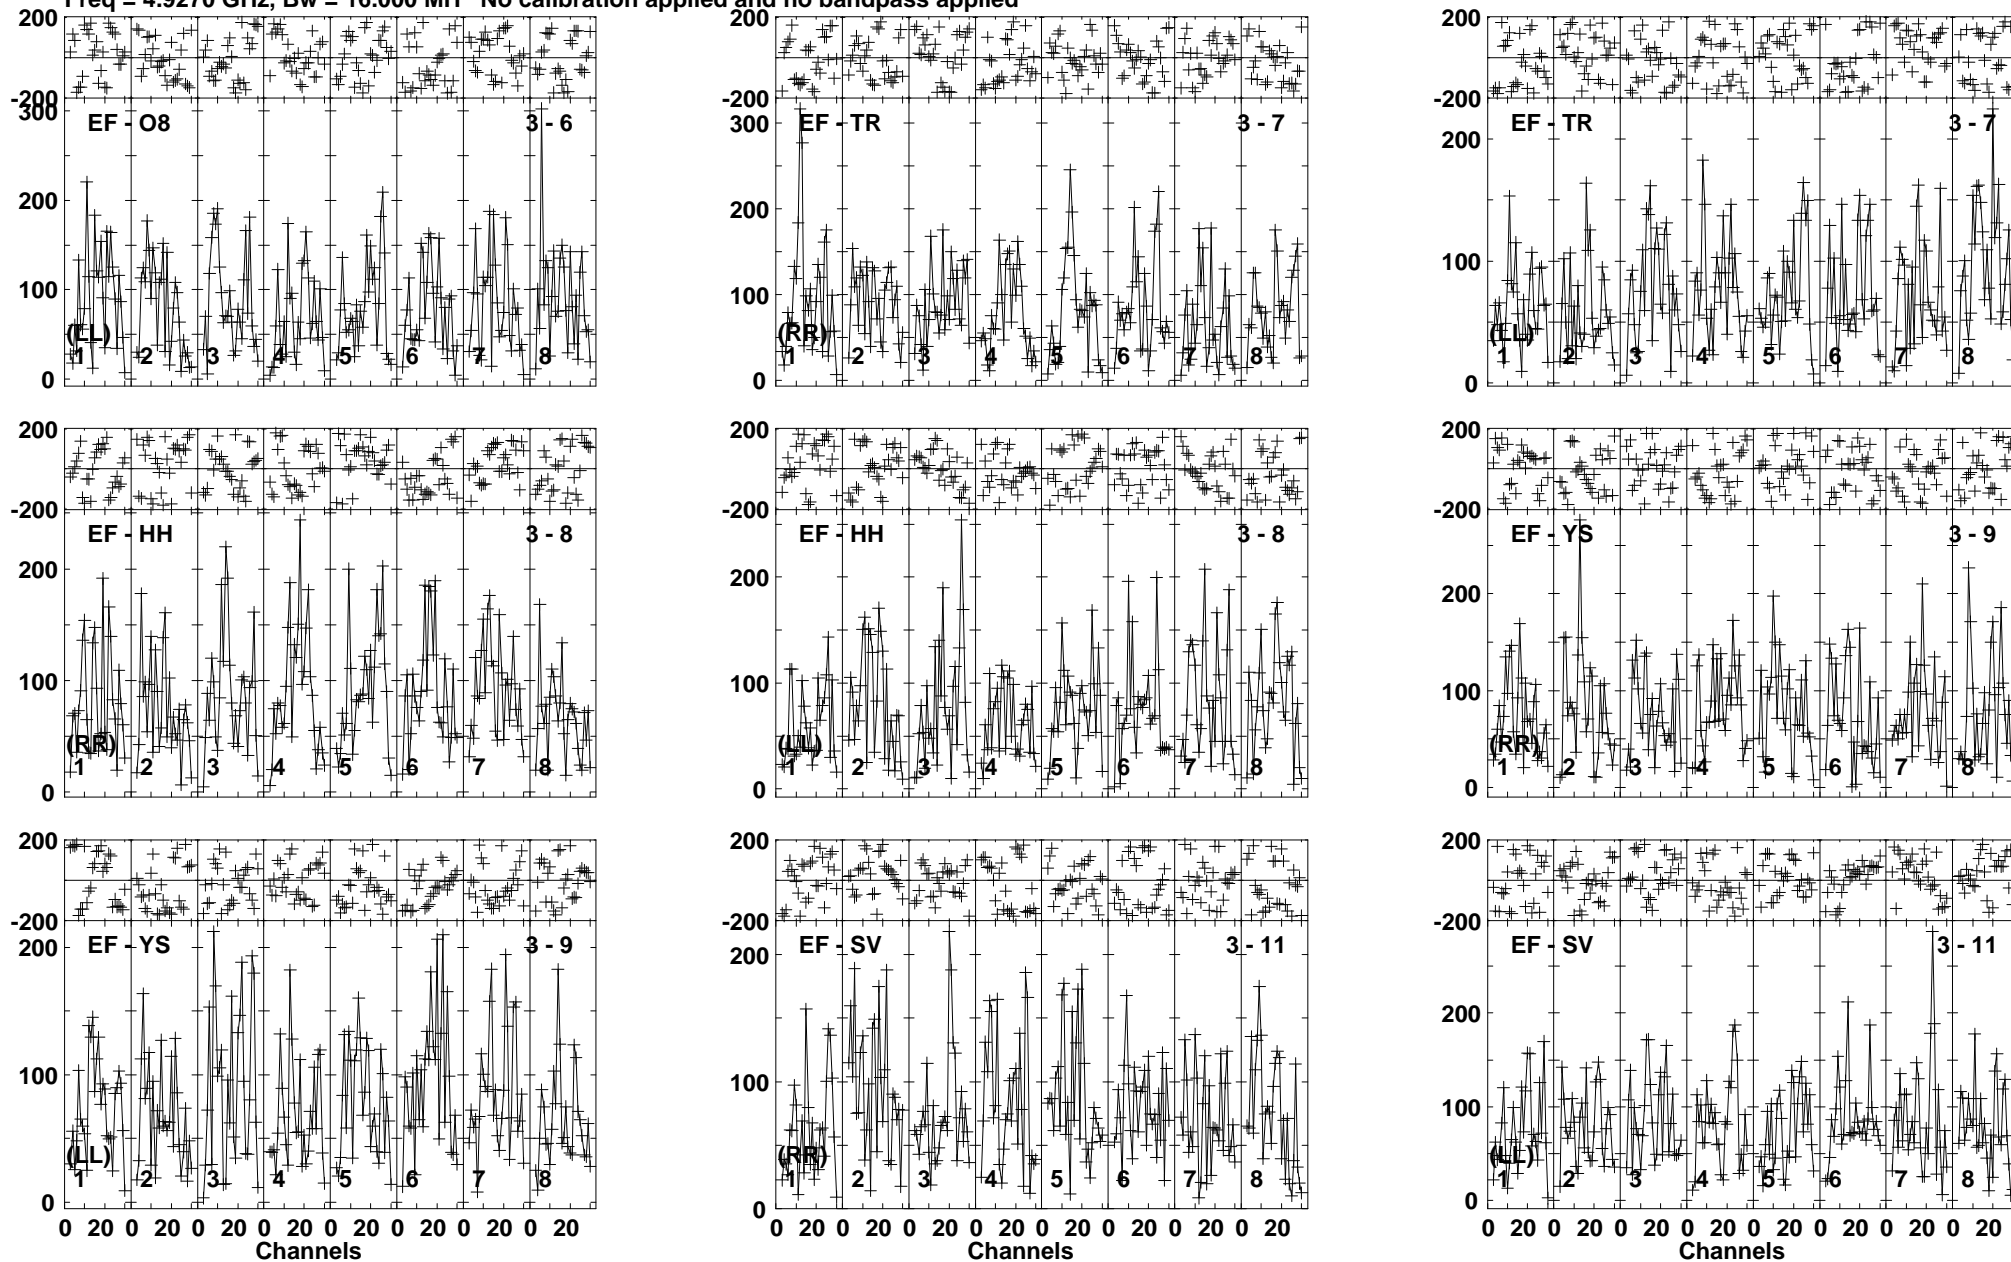 Freq = 4.9270 GHz, Bw = 16.000 MH No calibration applied and no bandpass applied
200 200 200
-200 -200 -200
300 EF - O8 3 - 6 300 EF - TR 3 - 7 200 EF - TR 3 - 7
200 200 100
100 100
(LL) (RR) (LL)
1 2 3 4 5 6 7 8 1 2 3 4 5 6 7 8 1 2 3 4 5 6 7 8
0 0 0
200 200 200
-200 -200 -200
EF - HH 3 - 8 EF - HH 3 - 8 EF - YS 3 - 9
200 200 200
100 100 100
(RR) (LL) (RR)
1 2 3 4 5 6 7 8 1 2 3 4 5 6 7 8 1 2 3 4 5 6 7 8
0 0 0
200 200 200
-200 -200 -200
200 EF - YS 3 - 9 200 EF - SV 3 - 11 EF - SV 3 - 11
200
100 100 100
(LL) (RR) (LL)
1 2 3 4 5 6 7 8 1 2 3 4 5 6 7 8 1 2 3 4 5 6 7 8
0 0 0
0 20 0 20 0 20 0 20 0 20 0 20 0 20 0 20 0 20 0 20 0 20 0 20 0 20 0 20 0 20 0 20 0 20 0 20 0 20 0 20 0 20 0 20 0 20 0 20
Channels Channels Channels